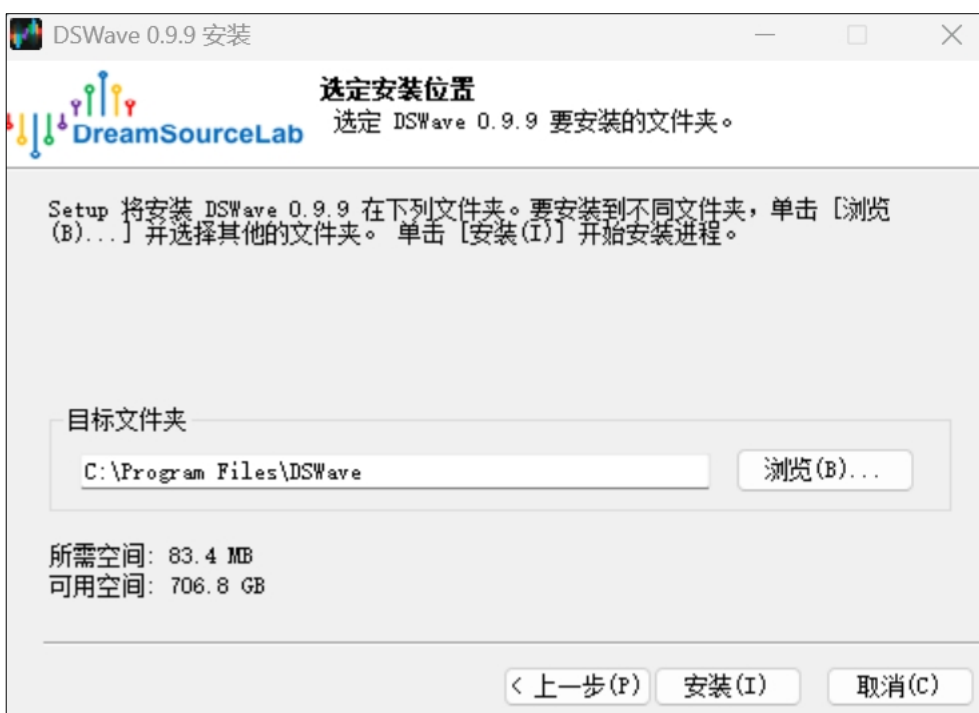 DSWave 0.9.9 安装
DreamSourceLab
选定安装位置
选定 DSWave 0.9.9 要安装的文件夹。
Setup 将安装 DSWave 0.9.9 在下列文件夹。要安装到不同文件夹，单击 [浏览
(B)...] 并选择其他的文件夹。 单击 [安装(I)] 开始安装进程。
目标文件夹
C:\Program Files\DSWave
浏览(B)...
所需空间: 83.4 MB
可用空间: 706.8 GB
< 上一步(P)
安装(I)
取消(C)